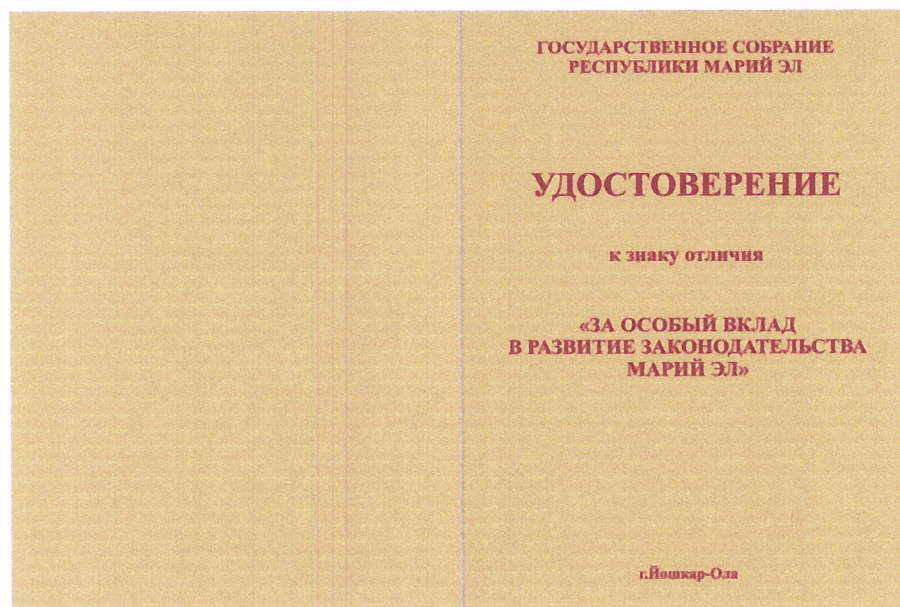 ГОСУДАРСТВЕННОЕ СОБРАНИЕ
РЕСПУБЛИКИ МАРИЙ ЭЛ
УДОСТОВЕРЕНИЕ
к знаку отличия
«ЗА ОСОБЫЙ ВКЛАД
В РАЗВИТИЕ ЗАКОНОДАТЕЛЬСТВА
МАРИЙ ЭЛ»
г.Йошкар-Ола